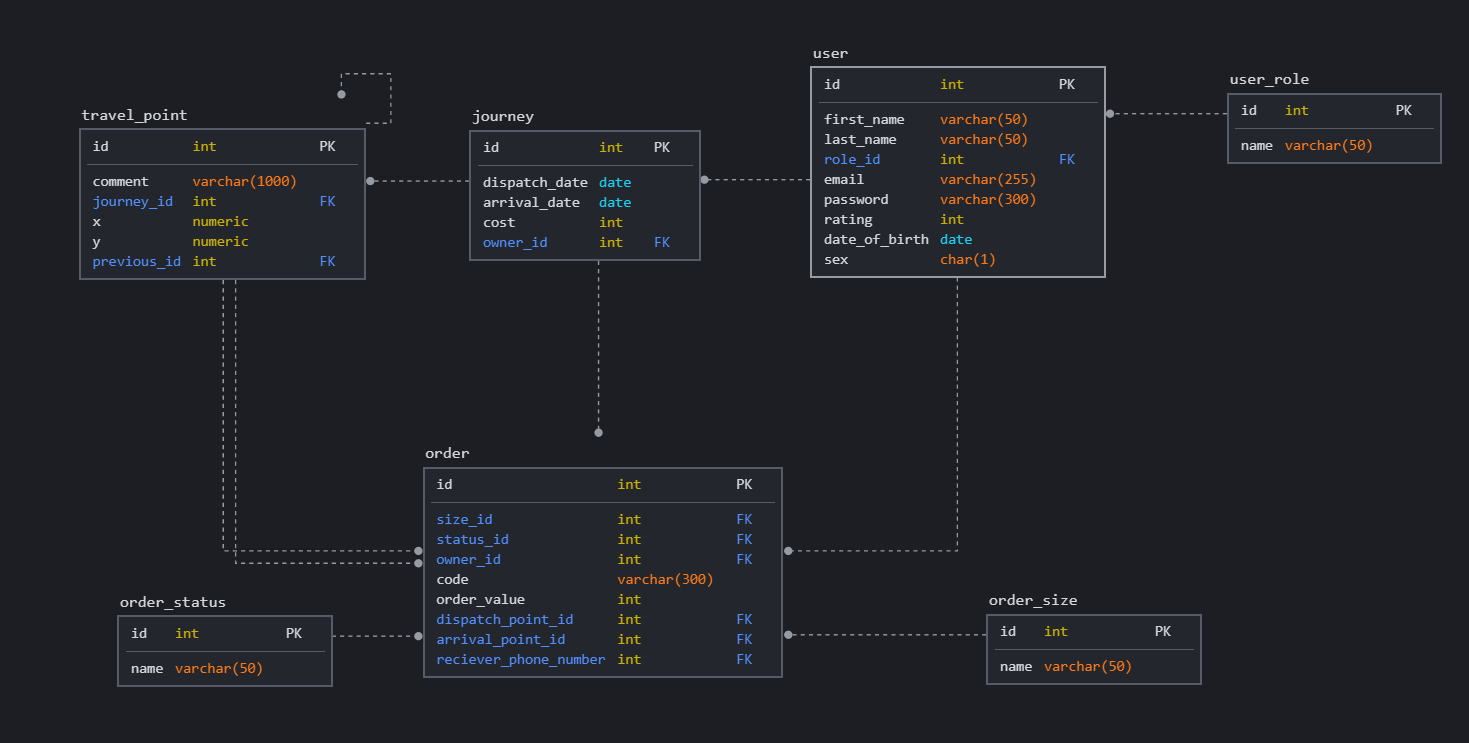 travel_point
id int PK
comment varchar(1000)
journey_id int FK
x numeric
y numeric
previous_id int FK
journey
id int PK
dispatch_date date
arrival_date date
cost int
owner_id int FK
user
id int PK
first_name varchar(50)
last_name varchar(50)
role_id int FK
email varchar(255)
password varchar(300)
rating int
date_of_birth date
sex char(1)
user_role
id int PK
name varchar(50)
order
id int PK
size_id int FK
status_id int FK
owner_id int FK
code varchar(300)
order_value int
dispatch_point_id int FK
arrival_point_id int FK
reciever_phone_number int FK
order_status
id int PK
name varchar(50)
order_size
id int PK
name varchar(50)